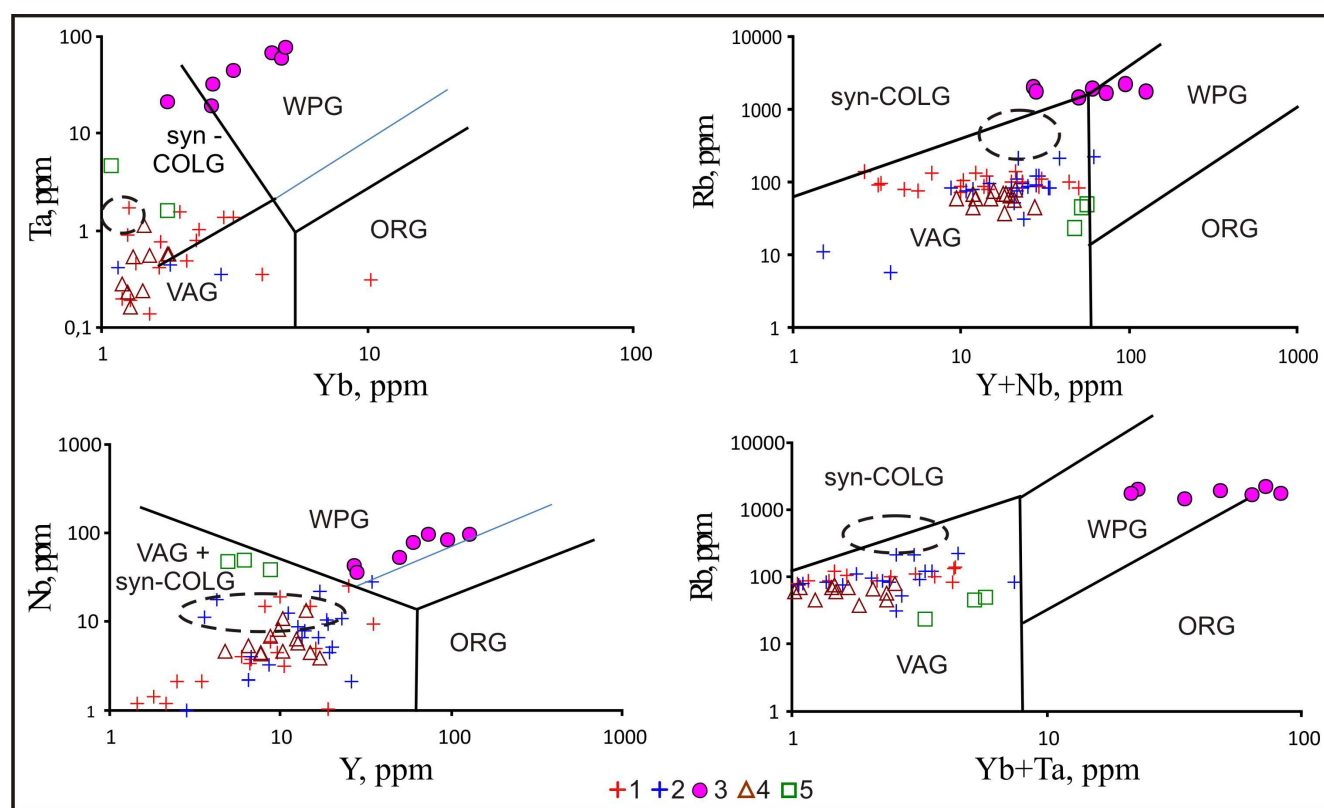 100
10
1
0,1
Ta, ppm
WPG
syn -
COLG
ORG
VAG
1
10
100
Yb, ppm
10000
1000
100
10
1
Rb, ppm
syn-COLG
WPG
VAG
ORG
1
10
100
1000
Y+Nb, ppm
1000
100
10
1
Nb, ppm
WPG
VAG +
syn-COLG
ORG
1
10
100
1000
Y, ppm
10000
1000
100
10
1
Rb, ppm
syn-COLG
WPG
VAG
ORG
1
10
100
Yb+Ta, ppm
1 2 3 4 5